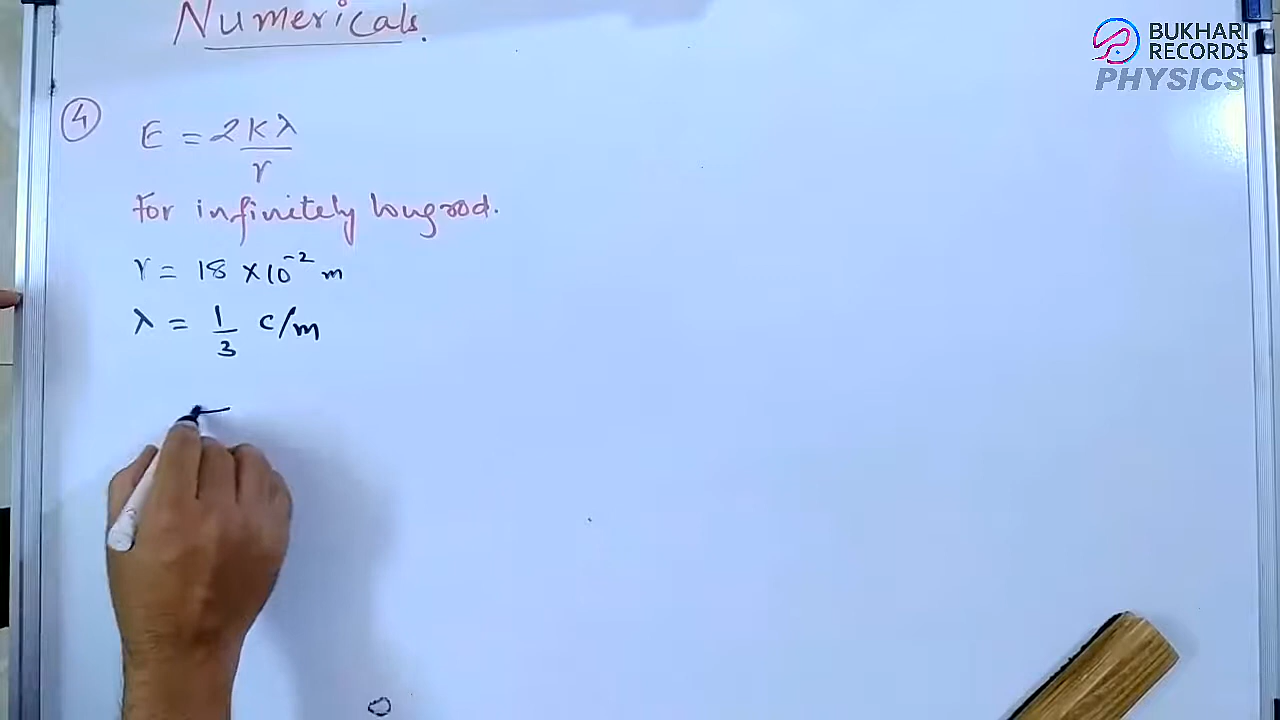 Numericals.
BUKHARI
RECORDS
PHYSICS
4
E = 2Kλ/r
For infinitely long rod.
r = 18 × 10⁻² m
λ = 1/3 C/m